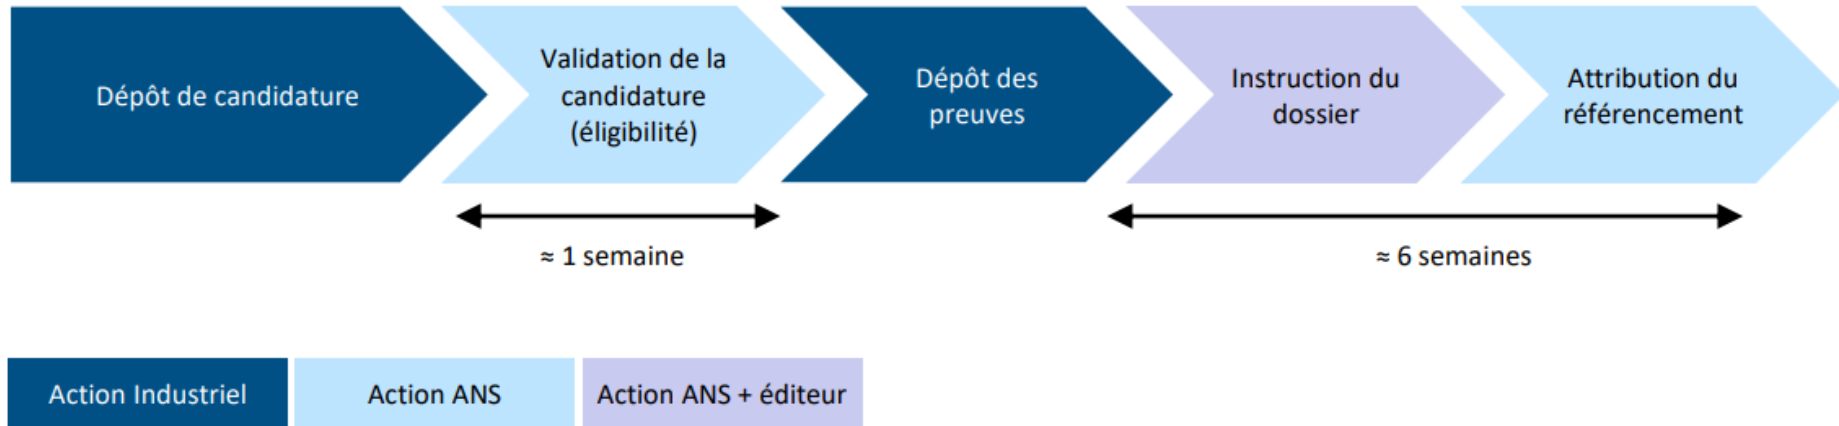 Dépôt de candidature
Validation de la
candidature
(éligibilité)
Dépôt des
preuves
Instruction du
dossier
Attribution du
référencement
≈ 1 semaine
≈ 6 semaines
Action Industriel
Action ANS
Action ANS + éditeur